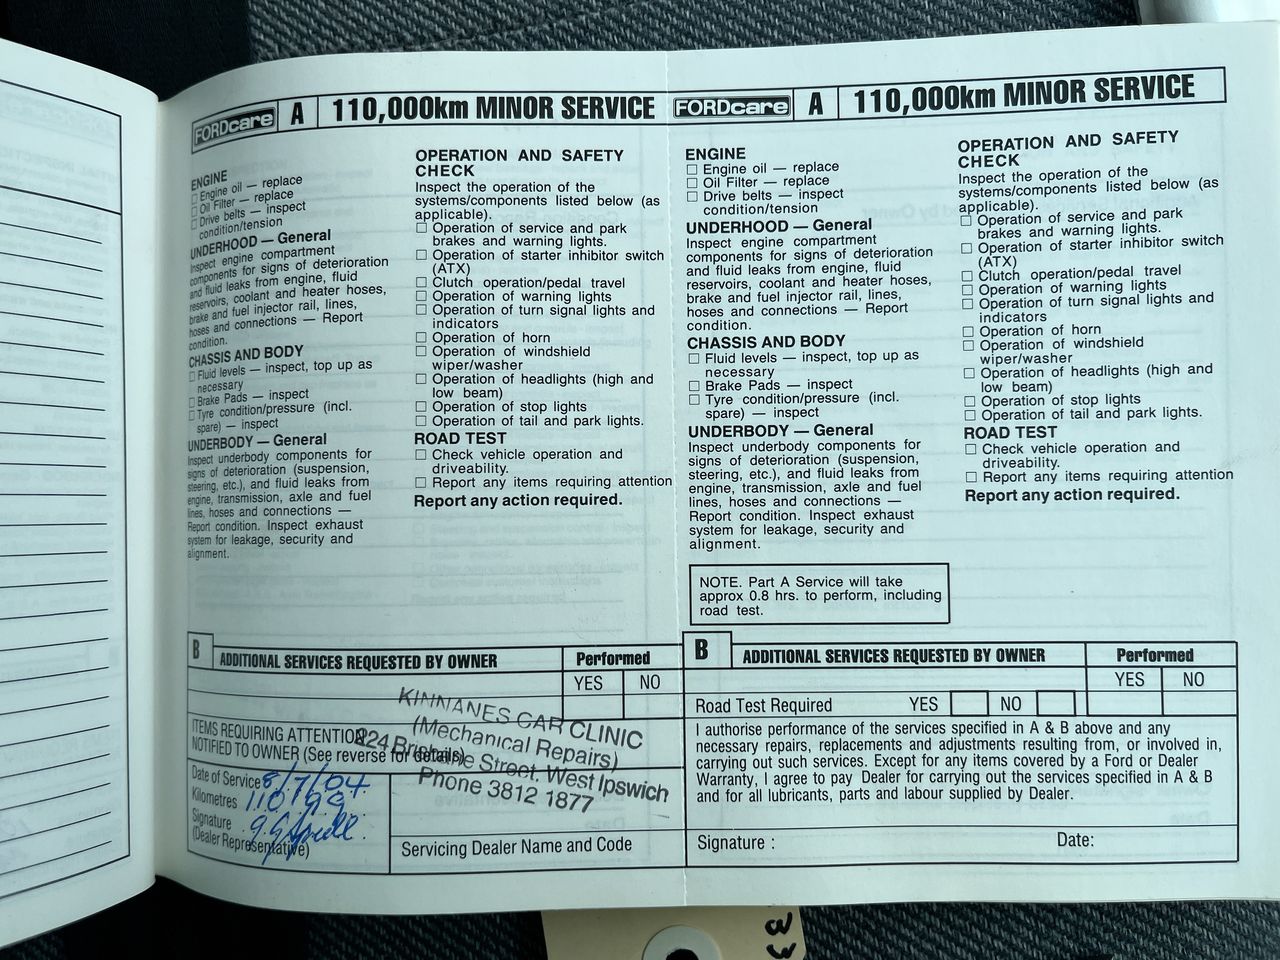 FORDcare A 110,000km MINOR SERVICE
ENGINE
☐ Engine oil — replace
☐ Oil Filter — replace
☐ Drive belts — inspect
condition/tension
UNDERHOOD — General
Inspect engine compartment
components for signs of deterioration
and fluid leaks from engine, fluid
reservoirs, coolant and heater hoses,
brake and fuel injector rail, lines,
hoses and connections — Report
condition.
CHASSIS AND BODY
☐ Fluid levels — inspect, top up as
necessary
☐ Brake Pads — inspect
☐ Tyre condition/pressure (incl.
spare) — inspect
UNDERBODY — General
Inspect underbody components for
signs of deterioration (suspension,
steering, etc.), and fluid leaks from
engine, transmission, axle and fuel
lines, hoses and connections —
Report condition. Inspect exhaust
system for leakage, security and
alignment.
OPERATION AND SAFETY
CHECK
Inspect the operation of the
systems/components listed below (as
applicable).
☐ Operation of service and park
brakes and warning lights.
☐ Operation of starter inhibitor switch
(ATX)
☐ Clutch operation/pedal travel
☐ Operation of warning lights
☐ Operation of turn signal lights and
indicators
☐ Operation of horn
☐ Operation of windshield
wiper/washer
☐ Operation of headlights (high and
low beam)
☐ Operation of stop lights
☐ Operation of tail and park lights.
ROAD TEST
☐ Check vehicle operation and
driveability.
☐ Report any items requiring attention
Report any action required.
B ADDITIONAL SERVICES REQUESTED BY OWNER Performed
YES NO
ITEMS REQUIRING ATTENTION
NOTIFIED TO OWNER (See reverse for details)
KINNANES CAR CLINIC
(Mechanical Repairs)
224 Brisbane Street. West Ipswich
Phone 3812 1877
Date of Service 8/7/04
Kilometres 110199
Signature
(Dealer Representative)
Servicing Dealer Name and Code
FORDcare A 110,000km MINOR SERVICE
ENGINE
☐ Engine oil — replace
☐ Oil Filter — replace
☐ Drive belts — inspect
condition/tension
UNDERHOOD — General
Inspect engine compartment
components for signs of deterioration
and fluid leaks from engine, fluid
reservoirs, coolant and heater hoses,
brake and fuel injector rail, lines,
hoses and connections — Report
condition.
CHASSIS AND BODY
☐ Fluid levels — inspect, top up as
necessary
☐ Brake Pads — inspect
☐ Tyre condition/pressure (incl.
spare) — inspect
UNDERBODY — General
Inspect underbody components for
signs of deterioration (suspension,
steering, etc.), and fluid leaks from
engine, transmission, axle and fuel
lines, hoses and connections —
Report condition. Inspect exhaust
system for leakage, security and
alignment.
NOTE. Part A Service will take
approx 0.8 hrs. to perform, including
road test.
OPERATION AND SAFETY
CHECK
Inspect the operation of the
systems/components listed below (as
applicable).
☐ Operation of service and park
brakes and warning lights.
☐ Operation of starter inhibitor switch
(ATX)
☐ Clutch operation/pedal travel
☐ Operation of warning lights
☐ Operation of turn signal lights and
indicators
☐ Operation of horn
☐ Operation of windshield
wiper/washer
☐ Operation of headlights (high and
low beam)
☐ Operation of stop lights
☐ Operation of tail and park lights.
ROAD TEST
☐ Check vehicle operation and
driveability.
☐ Report any items requiring attention
Report any action required.
B ADDITIONAL SERVICES REQUESTED BY OWNER Performed
YES NO
Road Test Required YES NO
I authorise performance of the services specified in A & B above and any
necessary repairs, replacements and adjustments resulting from, or involved in,
carrying out such services. Except for any items covered by a Ford or Dealer
Warranty, I agree to pay Dealer for carrying out the services specified in A & B
and for all lubricants, parts and labour supplied by Dealer.
Signature : Date: